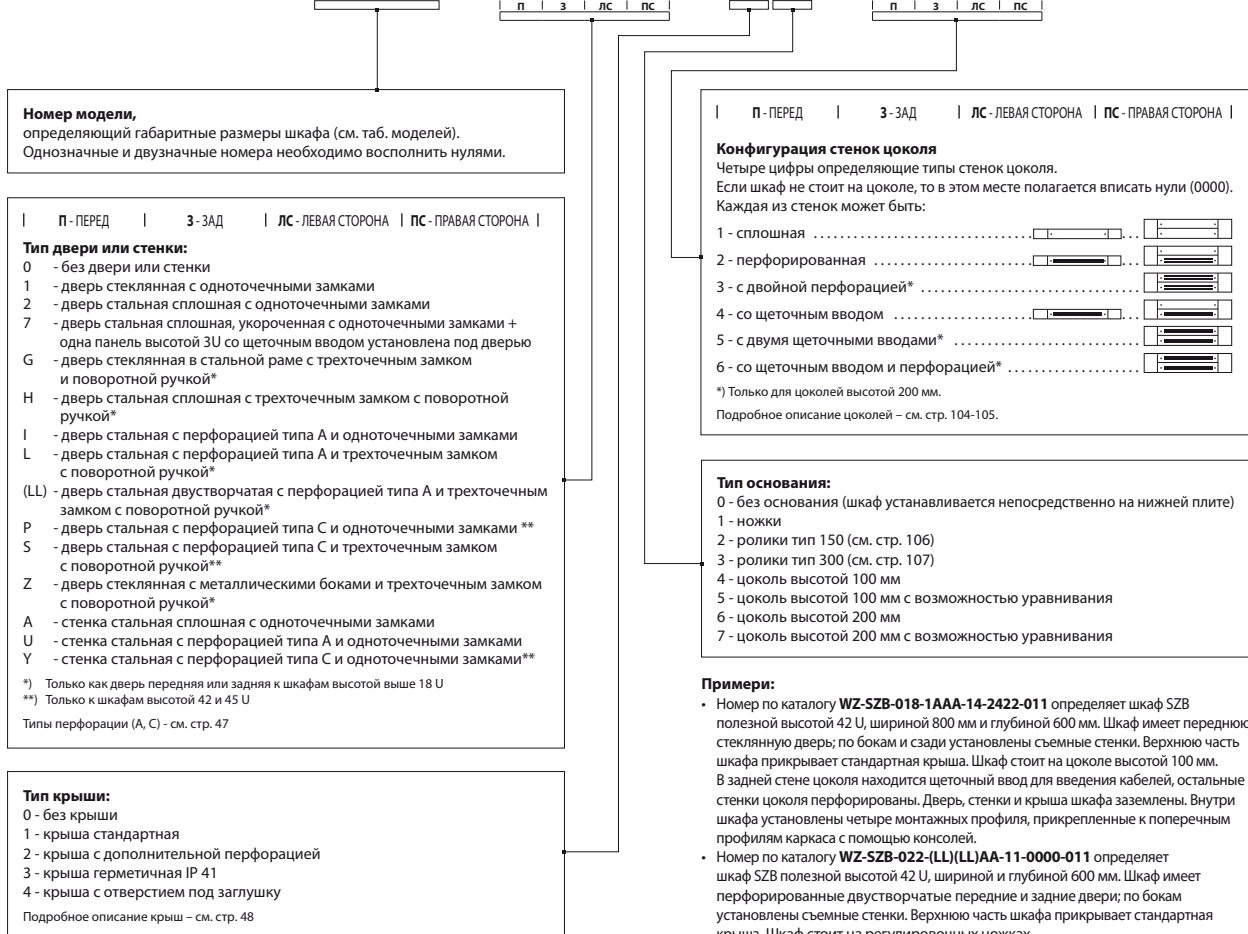 П | З | ЛС | ПС
П | З | ЛС | ПС
Номер модели,
определяющий габаритные размеры шкафа (см. таб. моделей).
Однозначные и двузначные номера необходимо восполнить нулями.
| П - ПЕРЕД | З - ЗАД | ЛС - ЛЕВАЯ СТОРОНА | ПС - ПРАВАЯ СТОРОНА |
Тип двери или стенки:
0 - без двери или стенки
1 - дверь стеклянная с одноточечными замками
2 - дверь стальная сплошная с одноточечными замками
7 - дверь стальная сплошная, укороченная с одноточечными замками +
одна панель высотой 3U со щеточным вводом установлена под дверью
G - дверь стеклянная в стальной раме с трехточечным замком
и поворотной ручкой*
H - дверь стальная сплошная с трехточечным замком с поворотной
ручкой*
I - дверь стальная с перфорацией типа А и одноточечными замками
L - дверь стальная с перфорацией типа А и трехточечным замком
с поворотной ручкой*
(LL) - дверь стальная двустворчатая с перфорацией типа А и трехточечным
замком с поворотной ручкой*
P - дверь стальная с перфорацией типа С и одноточечными замками **
S - дверь стальная с перфорацией типа С и трехточечным замком
с поворотной ручкой**
Z - дверь стеклянная с металлическими боками и трехточечным замком
с поворотной ручкой*
A - стенка стальная сплошная с одноточечными замками
U - стенка стальная с перфорацией типа А и одноточечными замками
Y - стенка стальная с перфорацией типа С и одноточечными замками**
*) Только как дверь передняя или задняя к шкафам высотой выше 18 U
**) Только к шкафам высотой 42 и 45 U
Типы перфорации (А, С) - см. стр. 47
Тип крыши:
0 - без крыши
1 - крыша стандартная
2 - крыша с дополнительной перфорацией
3 - крыша герметичная IP 41
4 - крыша с отверстием под заглушку
Подробное описание крыш – см. стр. 48
| П - ПЕРЕД | З - ЗАД | ЛС - ЛЕВАЯ СТОРОНА | ПС - ПРАВАЯ СТОРОНА |
Конфигурация стенок цоколя
Четыре цифры определяющие типы стенок цоколя.
Если шкаф не стоит на цоколе, то в этом месте полагается вписать нули (0000).
Каждая из стенок может быть:
1 - сплошная
2 - перфорированная
3 - с двойной перфорацией*
4 - со щеточным вводом
5 - с двумя щеточными вводами*
6 - со щеточным вводом и перфорацией*
*) Только для цоколей высотой 200 мм.
Подробное описание цоколей – см. стр. 104-105.
Тип основания:
0 - без основания (шкаф устанавливается непосредственно на нижней плите)
1 - ножки
2 - ролики тип 150 (см. стр. 106)
3 - ролики тип 300 (см. стр. 107)
4 - цоколь высотой 100 мм
5 - цоколь высотой 100 мм с возможностью уравнивания
6 - цоколь высотой 200 мм
7 - цоколь высотой 200 мм с возможностью уравнивания
Примери:
• Номер по каталогу WZ-SZB-018-1AAA-14-2422-011 определяет шкаф SZB
полезной высотой 42 U, шириной 800 мм и глубиной 600 мм. Шкаф имеет переднюю
стеклянную дверь; по бокам и сзади установлены съемные стенки. Верхнюю часть
шкафа прикрывает стандартная крыша. Шкаф стоит на цоколе высотой 100 мм.
В задней стене цоколя находится щеточный ввод для введения кабелей, остальные
стенки цоколя перфорированы. Дверь, стенки и крыша шкафа заземлены. Внутри
шкафа установлены четыре монтажных профиля, прикрепленные к поперечным
профилям каркаса с помощью консолей.
• Номер по каталогу WZ-SZB-022-(LL)(LL)AA-11-0000-011 определяет
шкаф SZB полезной высотой 42 U, шириной и глубиной 600 мм. Шкаф имеет
перфорированные двустворчатые передние и задние двери; по бокам
установлены съемные стенки. Верхнюю часть шкафа прикрывает стандартная
крыша. Шкаф стоит на регулировочных ножках.